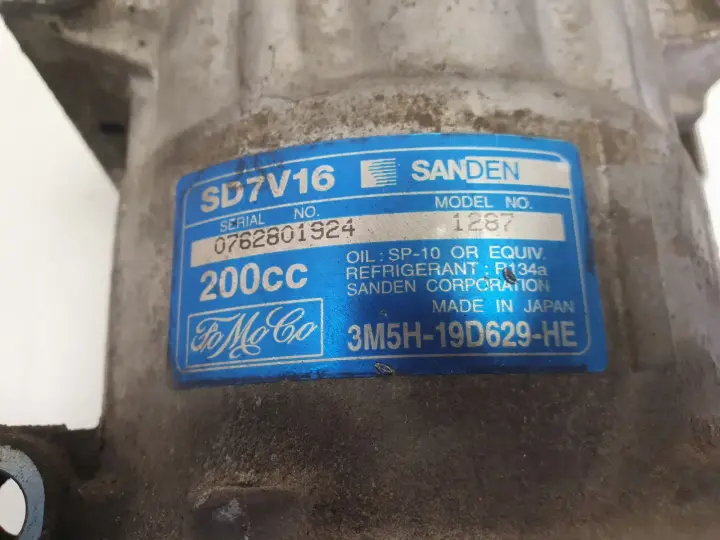 SD7V16 SANDEN
SERIAL NO. MODEL NO.
0762801924 1287
200cc
OIL : SP-10 OR EQUIV.
REFRIGERANT : R134a
SANDEN CORPORATION
MADE IN JAPAN
FoMoCo 3M5H-19D629-HE